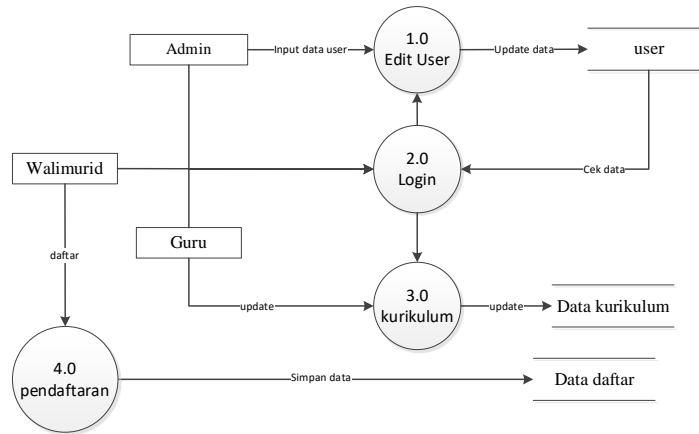 Admin
Input data user
1.0
Edit User
Update data
user
Walimurid
2.0
Login
Cek data
Guru
daftar
update
3.0
kurikulum
update
Data kurikulum
4.0
pendaftaran
Simpan data
Data daftar